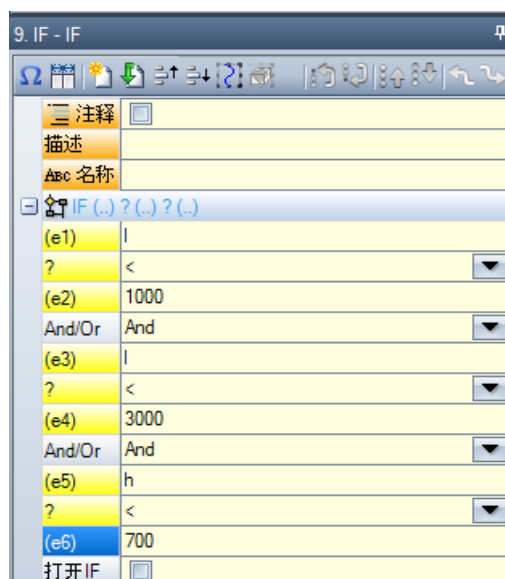 9. IF - IF
注释
描述
ABC 名称
IF (..) ? (..) ? (..)
(e1) l
? <
(e2) 1000
And/Or And
(e3) l
? <
(e4) 3000
And/Or And
(e5) h
? <
(e6) 700
打开IF